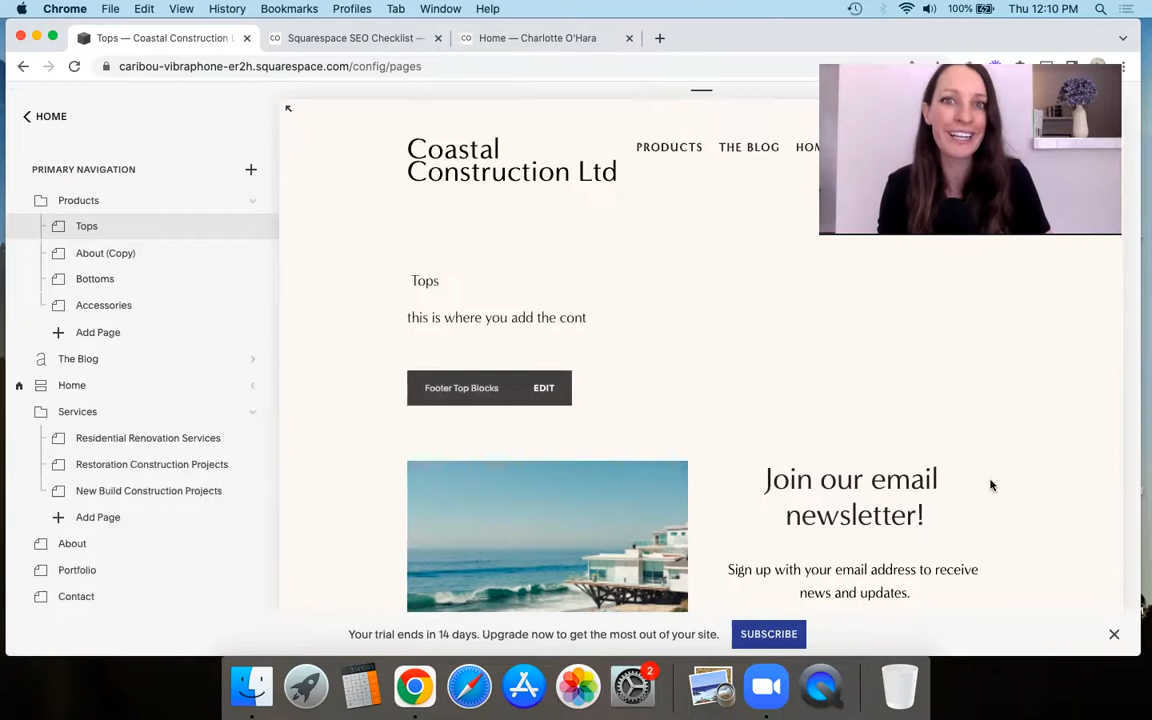 Chrome File Edit View History Bookmarks Profiles Tab Window Help 100% Thu 12:10 PM
Tops — Coastal Construction Squarespace SEO Checklist — Home — Charlotte O'Hara
caribou-vibraphone-er2h.squarespace.com/config/pages
HOME
PRIMARY NAVIGATION
Products
Tops
About (Copy)
Bottoms
Accessories
Add Page
The Blog
Home
Services
Residential Renovation Services
Restoration Construction Projects
New Build Construction Projects
Add Page
About
Portfolio
Contact
Coastal
Construction Ltd
PRODUCTS THE BLOG
Tops
this is where you add the cont
Footer Top Blocks EDIT
Join our email
newsletter!
Sign up with your email address to receive
news and updates.
Your trial ends in 14 days. Upgrade now to get the most out of your site. SUBSCRIBE
2